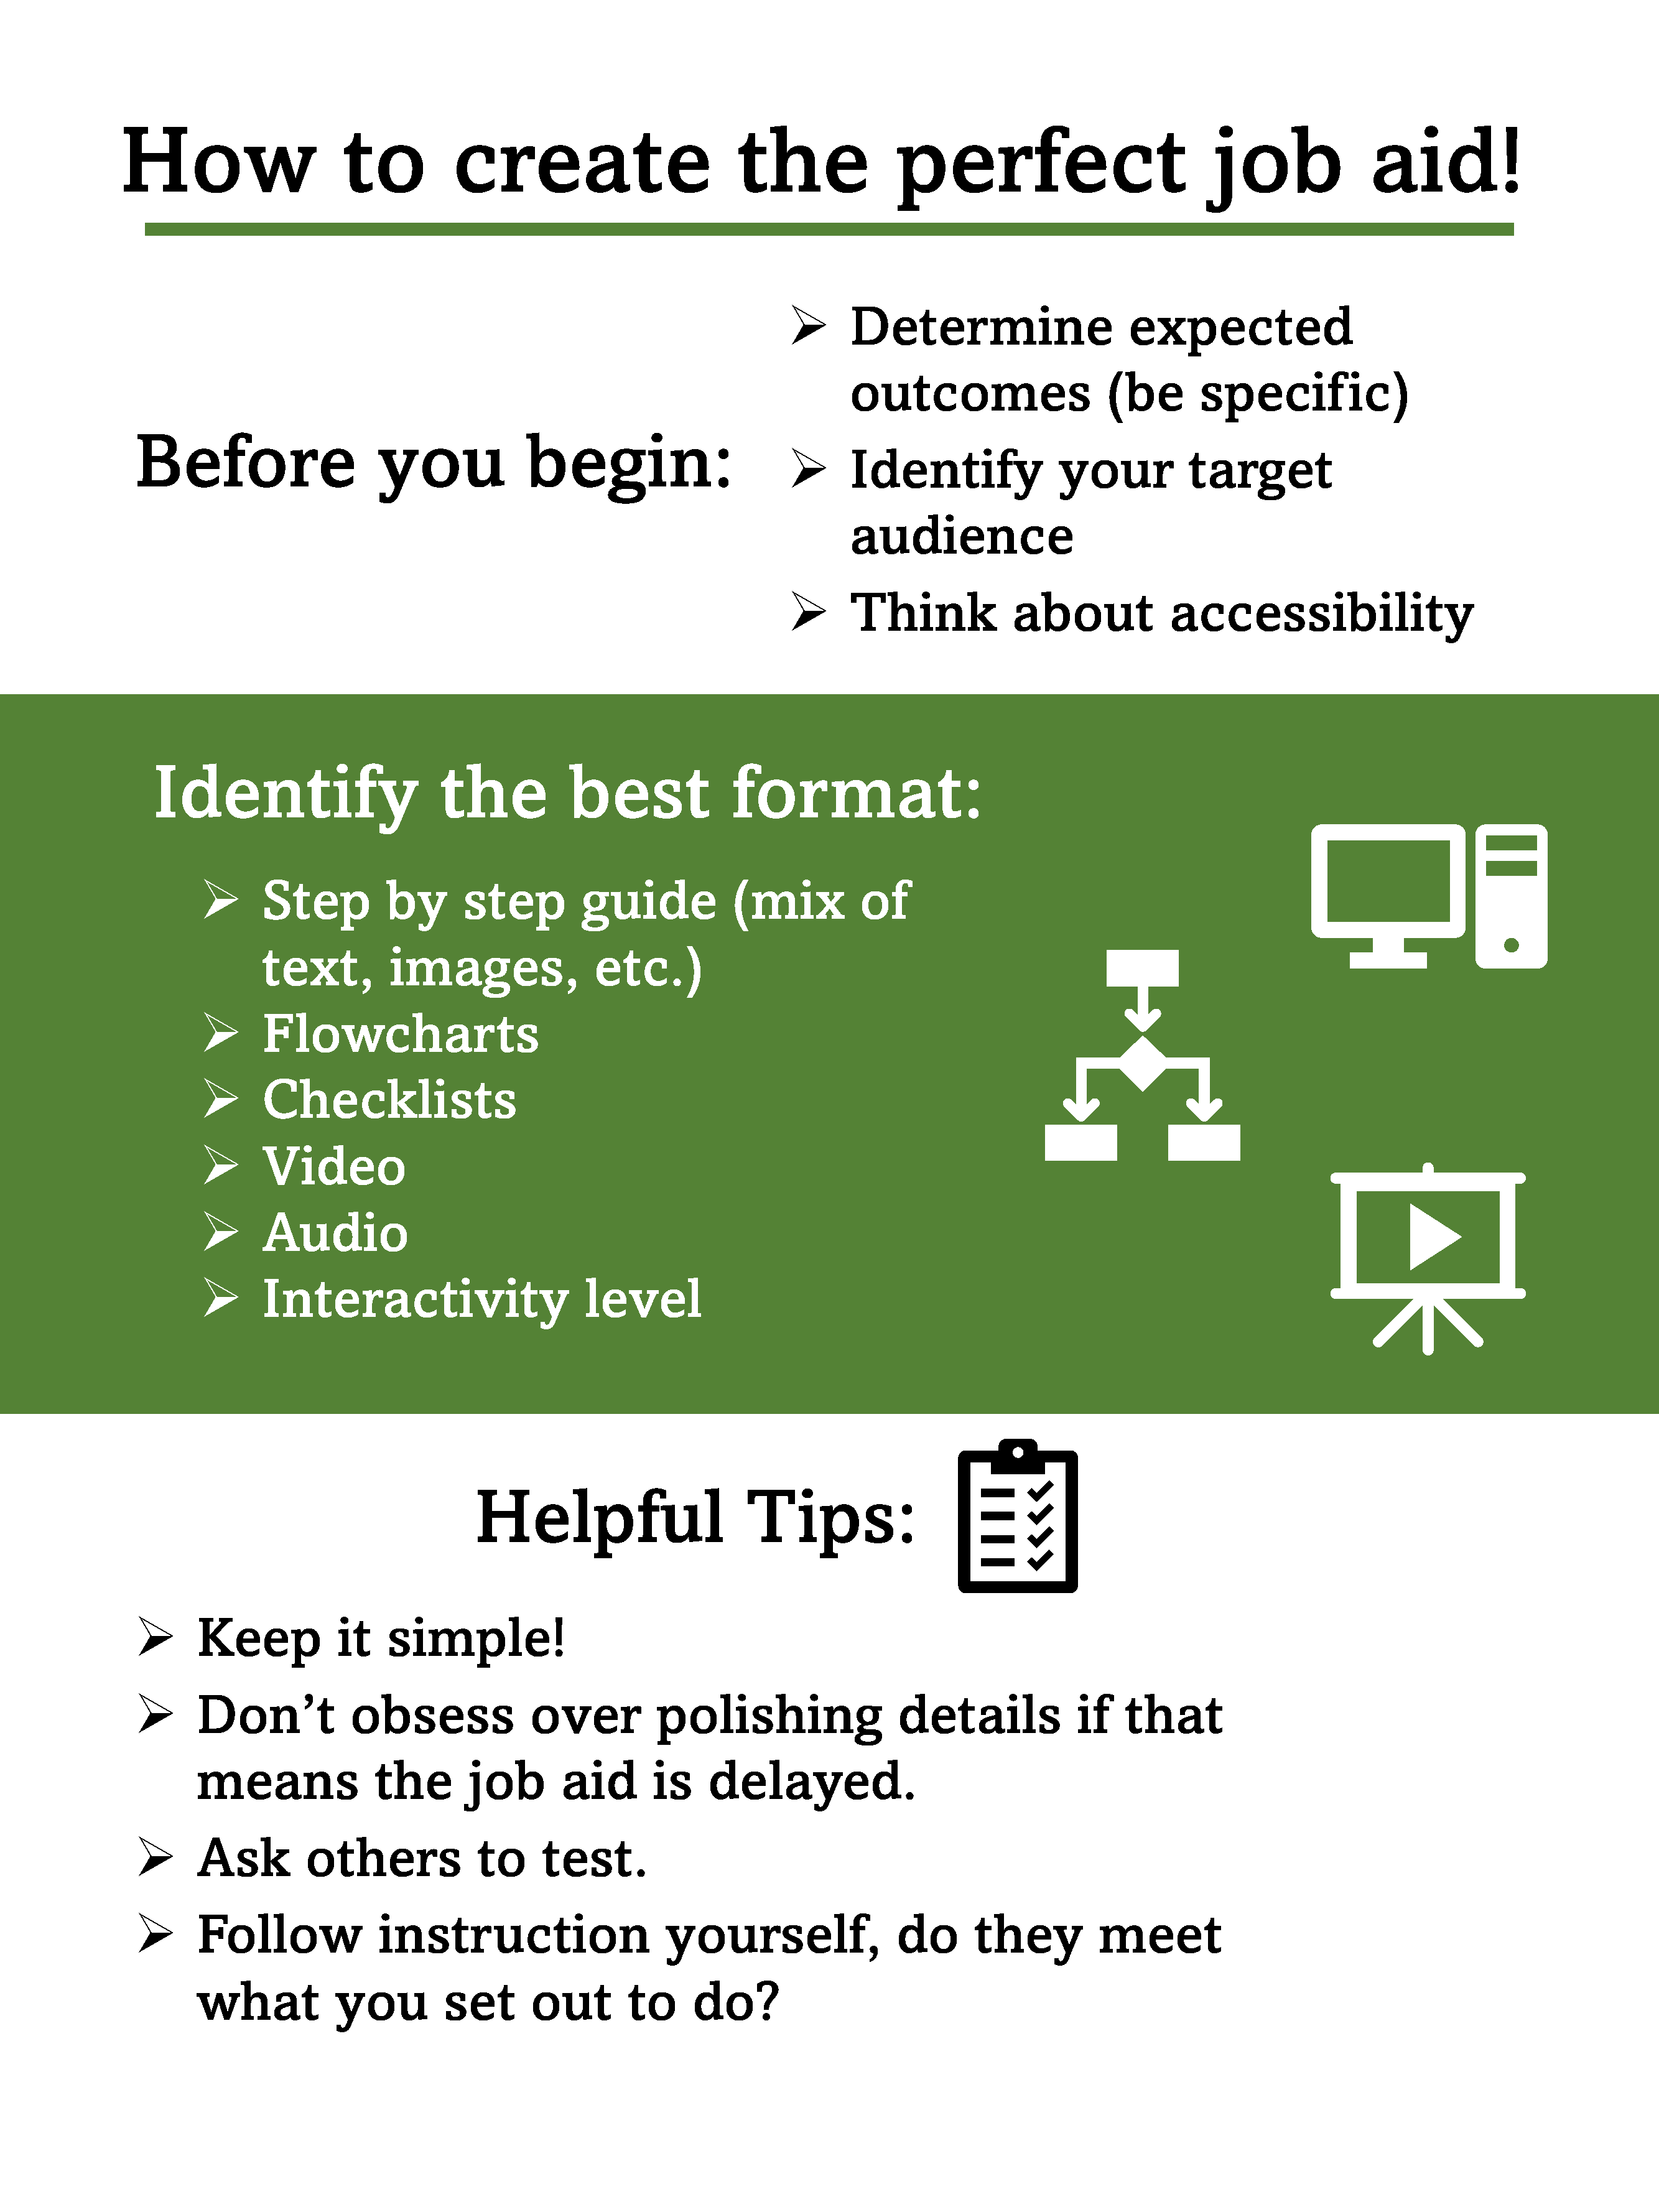 How to create the perfect job aid!
Before you begin:
➢ Determine expected
outcomes (be specific)
➢ Identify your target
audience
➢ Think about accessibility
Identify the best format:
➢ Step by step guide (mix of
text, images, etc.)
➢ Flowcharts
➢ Checklists
➢ Video
➢ Audio
➢ Interactivity level
Helpful Tips:
➢ Keep it simple!
➢ Don’t obsess over polishing details if that
means the job aid is delayed.
➢ Ask others to test.
➢ Follow instruction yourself, do they meet
what you set out to do?